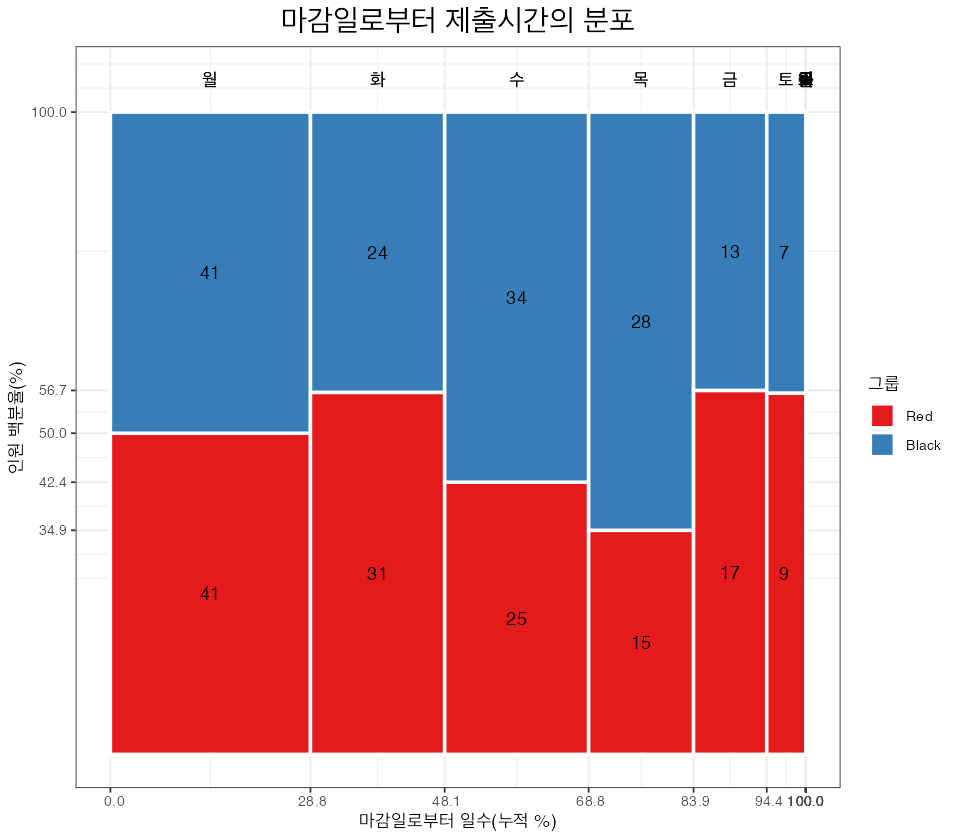 마감일로부터 제출시간의 분포
월 화 수 목 금 토
100.0
56.7
50.0
42.4
34.9
인원 백분율(%)
41 24 34 28 13 7
41 31 25 15 17 9
0.0 28.8 48.1 68.8 83.9 94.4 100.0
마감일로부터 일수(누적 %)
그룹
Red
Black